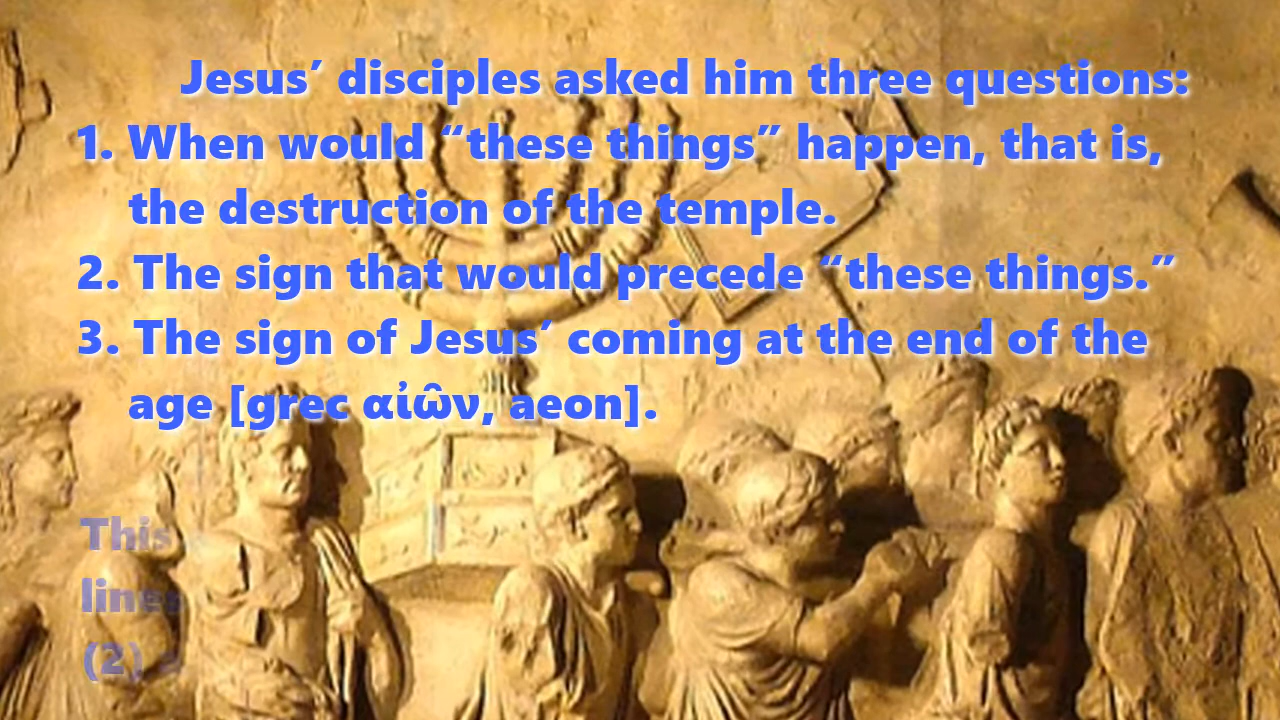 Jesus’ disciples asked him three questions:
1. When would “these things” happen, that is,
the destruction of the temple.
2. The sign that would precede “these things.”
3. The sign of Jesus’ coming at the end of the
age [grec αἰῶν, aeon].
This
(2)